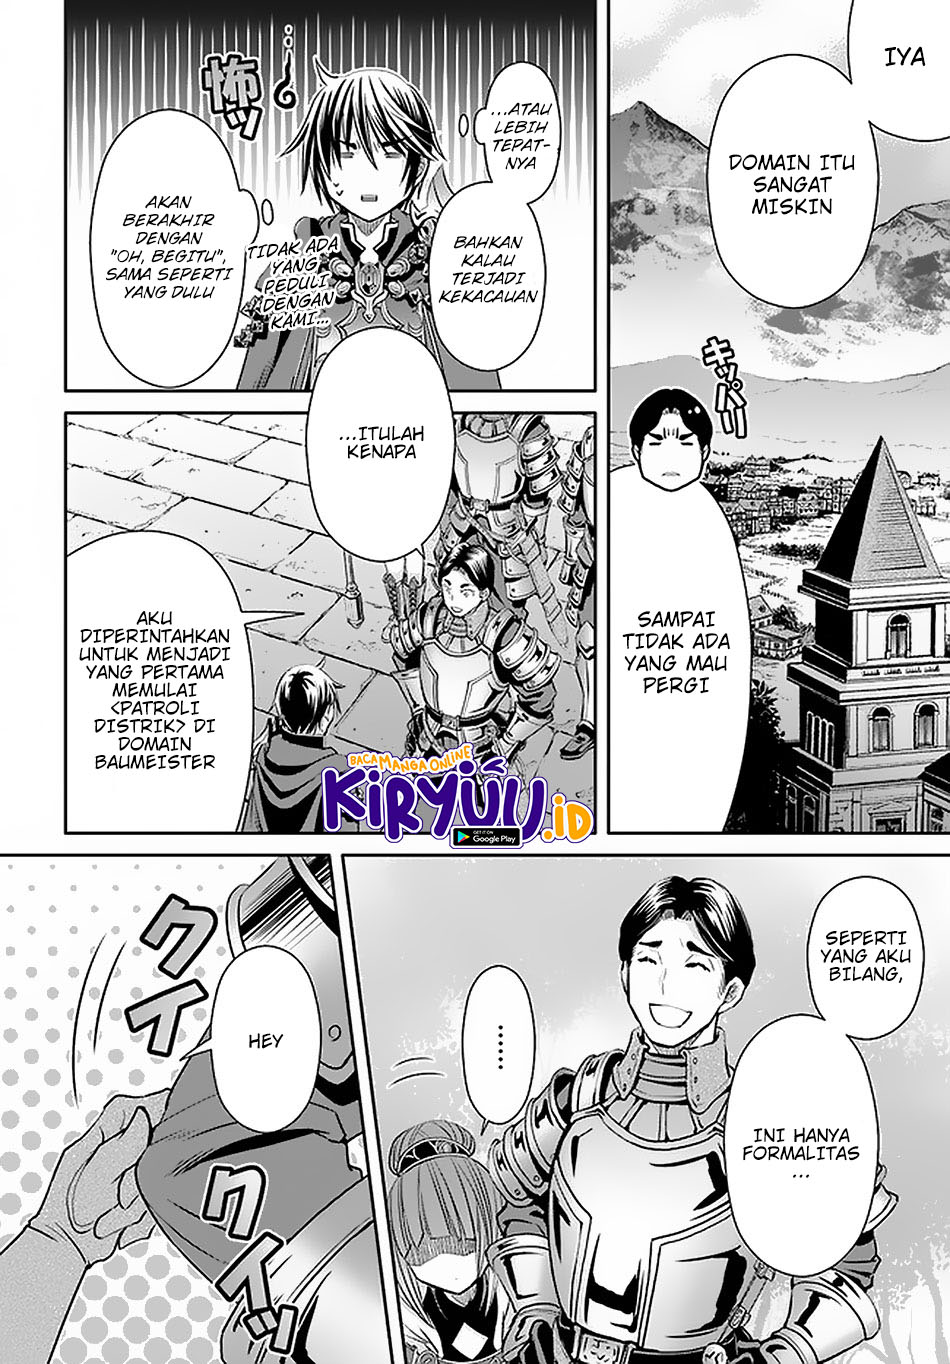 IYA
DOMAIN ITU
SANGAT
MISKIN
キッパリ
SAMPAI
TIDAK ADA
YANG MAU
PERGI
...ATAU
LEBIH
TEPAT-
NYA
BAHKAN
KALAU
TERJADI
KEKACAUAN
怖ッ
TIDAK ADA
YANG
PEDULI
DENGAN
KAMI...
AKAN
BERAKHIR
DENGAN
"OH, BEGITU",
SAMA SEPERTI
YANG DULU
...ITULAH
KENAPA
AKU
DIPERINTAHKAN
UNTUK MENJADI
YANG PERTAMA
MEMULAI
<PATROLI
DISTRIK> DI
DOMAIN
BAUMEISTER
BACA MANGA ONLINE
KIRYUU.ID
GET IT ON
Google Play
SEPERTI
YANG AKU
BILANG,
INI HANYA
FORMALITAS
...
......
HEY
クイ
クイ